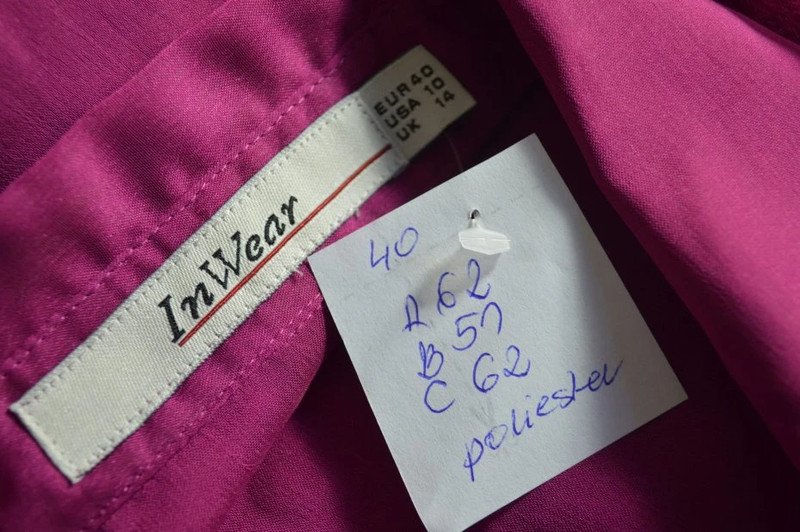 InWear
EUR 40
USA 10
UK 14
40
A 62
B 57
C 62
poliester